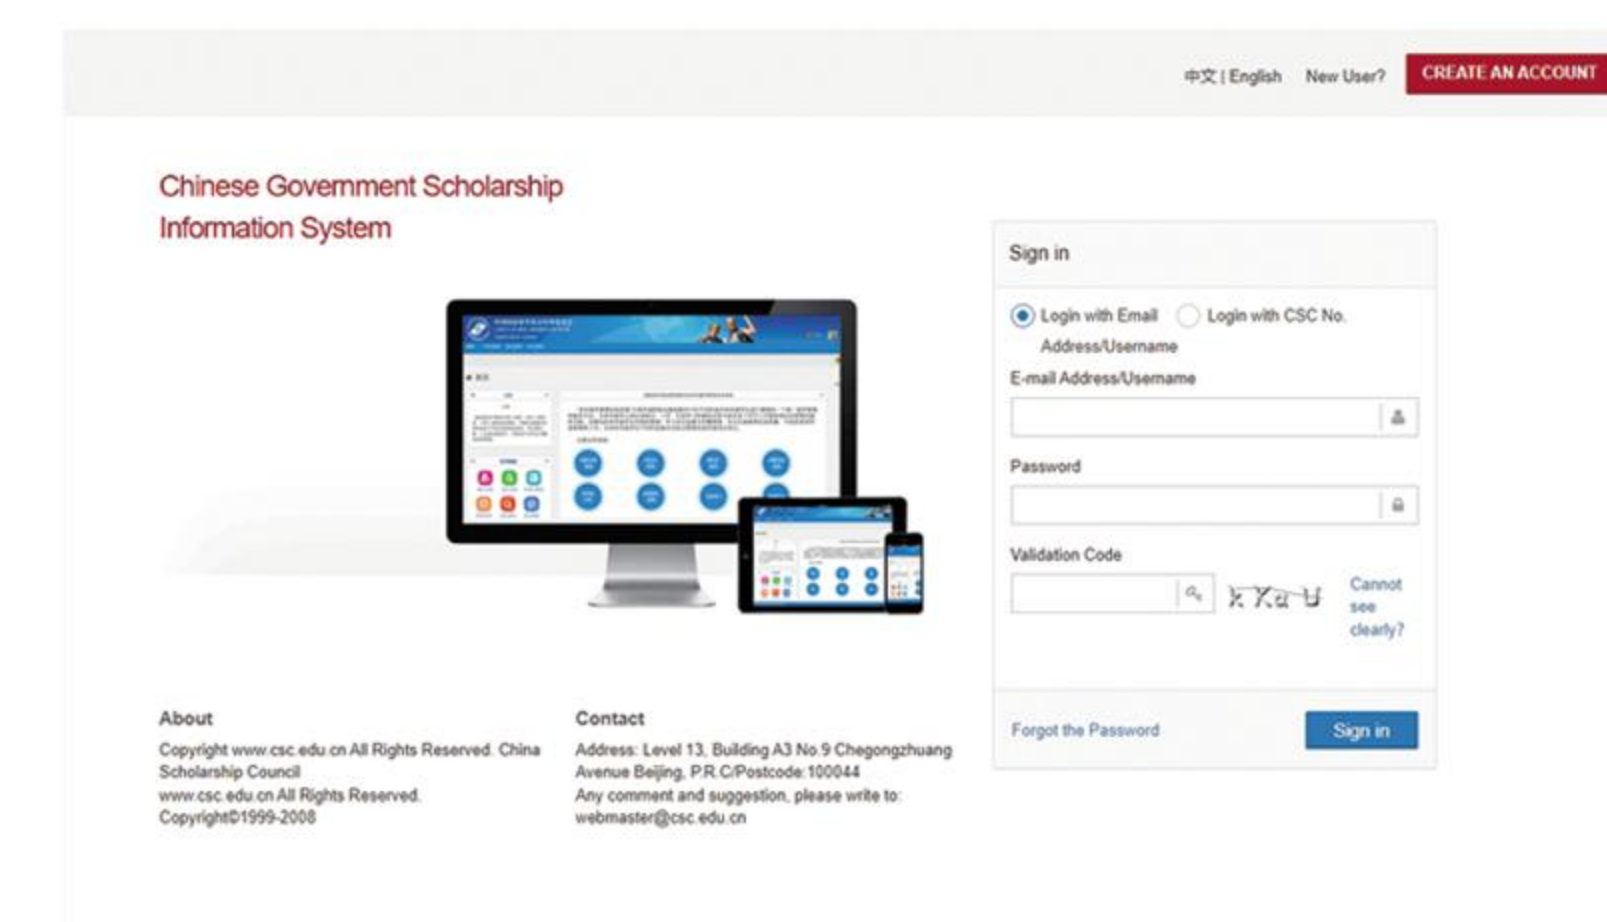 中文 | English New User? CREATE AN ACCOUNT
Chinese Government Scholarship
Information System
Sign in
Login with Email Login with CSC No.
Address/Username
E-mail Address/Username
Password
Validation Code
Cannot
see
clearly?
Forgot the Password Sign in
About
Copyright www.csc.edu.cn All Rights Reserved. China
Scholarship Council
www.csc.edu.cn All Rights Reserved.
Copyright©1999-2008
Contact
Address: Level 13, Building A3 No.9 Chegongzhuang
Avenue Beijing, P.R.C/Postcode:100044
Any comment and suggestion, please write to:
webmaster@csc.edu.cn